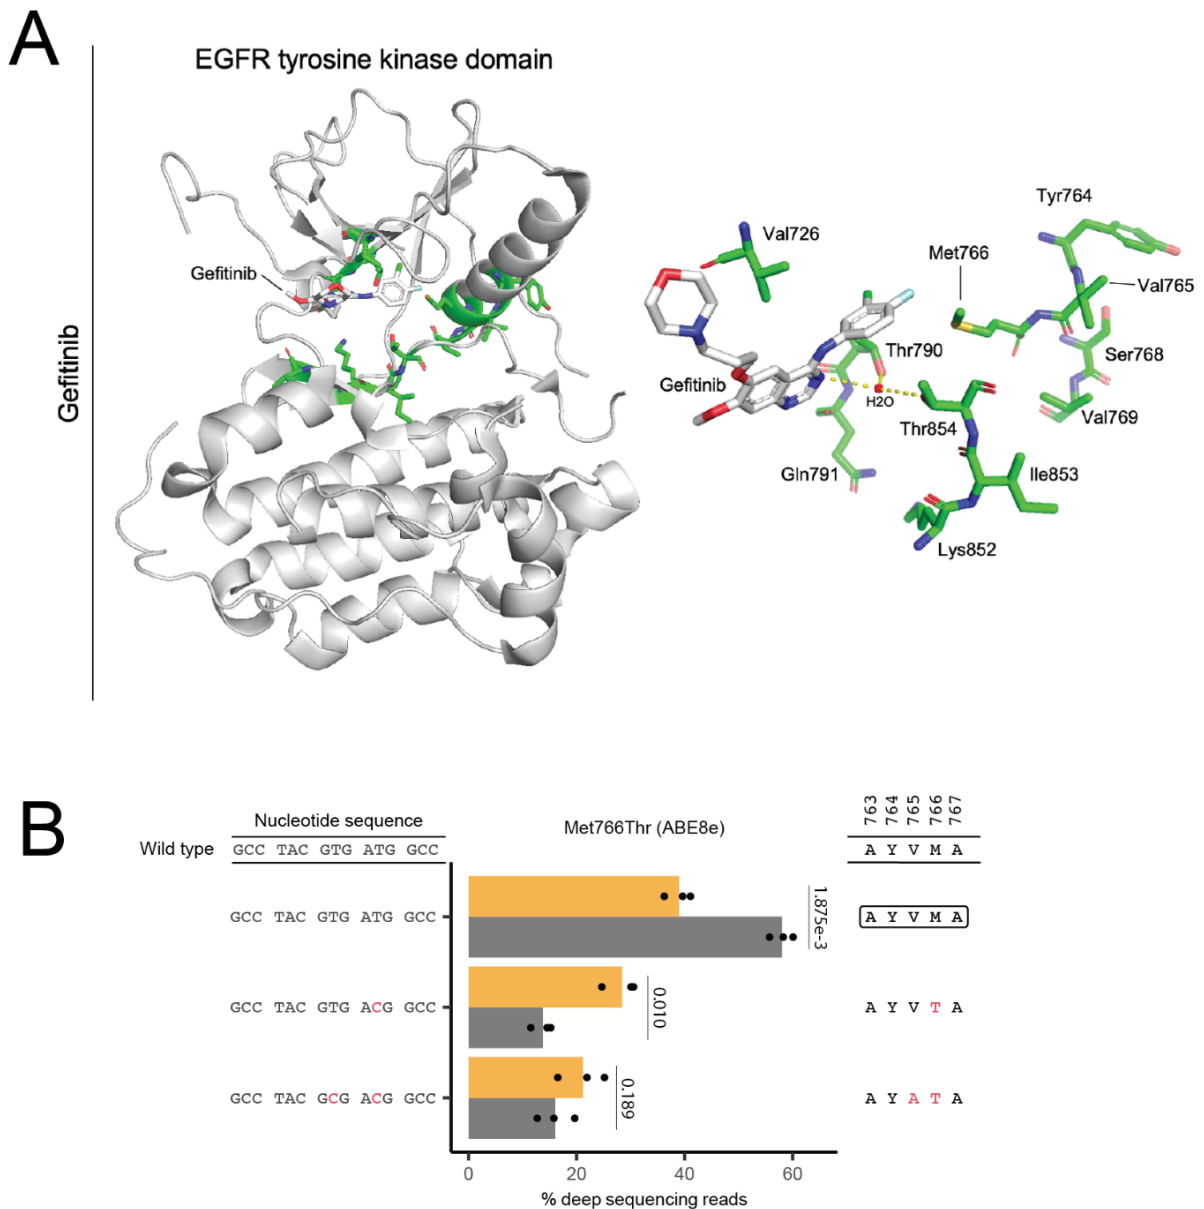 A
EGFR tyrosine kinase domain
Gefitinib
Gefitinib
Val726
Tyr764
Met766
Val765
Thr790
Ser768
Gefitinib
H2O
Val769
Thr854
Gln791
Ile853
Lys852
B
Nucleotide sequence
Met766Thr (ABE8e)
763 764 765 766 767
Wild type GCC TAC GTG ATG GCC
A Y V M A
GCC TAC GTG ATG GCC
1.875e-3
A Y V M A
GCC TAC GTG ACG GCC
0.010
A Y V T A
GCC TAC GCG ACG GCC
0.189
A Y A T A
0 20 40 60
% deep sequencing reads